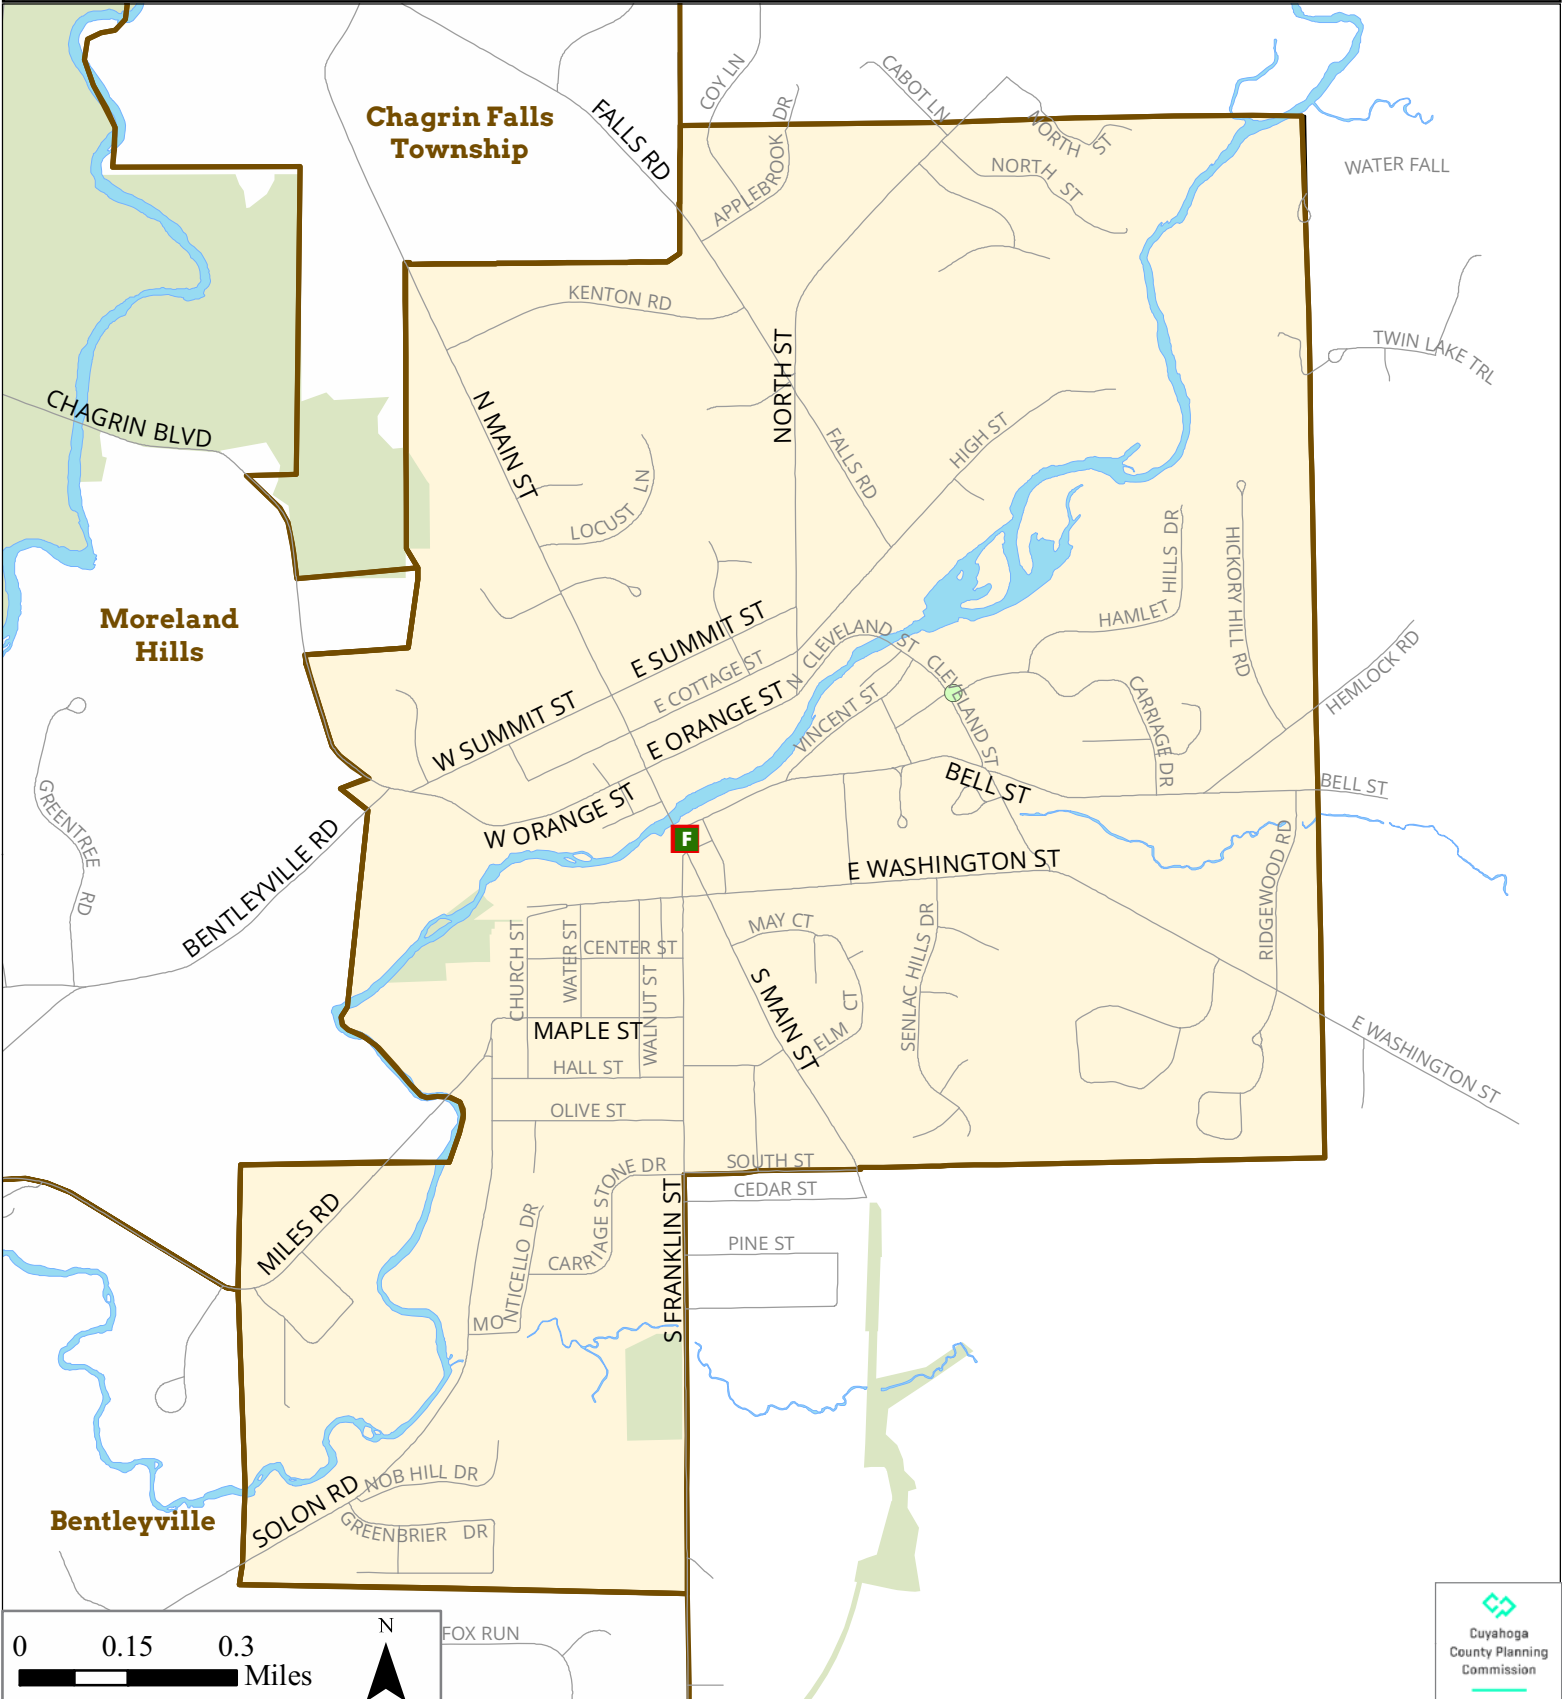 Chagrin Falls
Township
FALLS RD
COY LN
APPLEBROOK DR
CABOT LN
NORTH ST
NORTH ST
WATER FALL
KENTON RD
NORTH ST
TWIN LAKE TRL
CHAGRIN BLVD
N MAIN ST
FALLS RD
HIGH ST
LOCUST LN
HILLS DR
HAMLET
HICKORY HILL RD
Moreland
Hills
E SUMMIT ST
E COTTAGE ST
N CLEVELAND ST
CLEVELAND ST
HEMLOCK RD
W SUMMIT ST
E ORANGE ST
VINCENT ST
CARRIAGE DR
GREENTREE RD
W ORANGE ST
BELL ST
BELL ST
BENTLEYVILLE RD
F
E WASHINGTON ST
RIDGEWOOD RD
MAY CT
CHURCH ST
WATER ST
CENTER ST
WALNUT ST
SENLAC HILLS DR
S MAIN ST
ELM CT
MAPLE ST
HALL ST
E WASHINGTON ST
OLIVE ST
SOUTH ST
CARRIAGE STONE DR
CEDAR ST
MILES RD
MONTICELLO DR
S FRANKLIN ST
PINE ST
NOB HILL DR
SOLON RD
Bentleyville
GREENBRIER DR
FOX RUN
N
0 0.15 0.3
Miles
Cuyahoga
County Planning
Commission